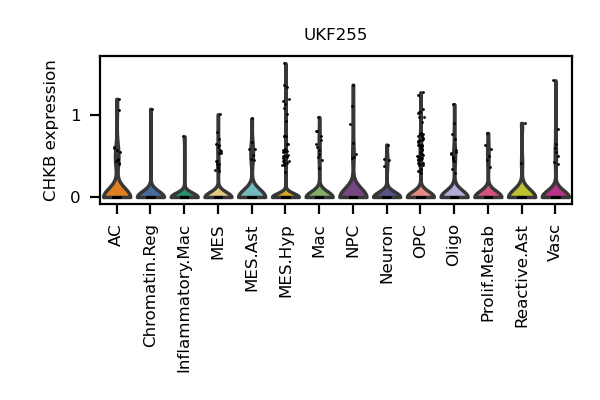 UKF255
CHKB expression
1
0
AC
Chromatin.Reg
Inflammatory.Mac
MES
MES.Ast
MES.Hyp
Mac
NPC
Neuron
OPC
Oligo
Prolif.Metab
Reactive.Ast
Vasc